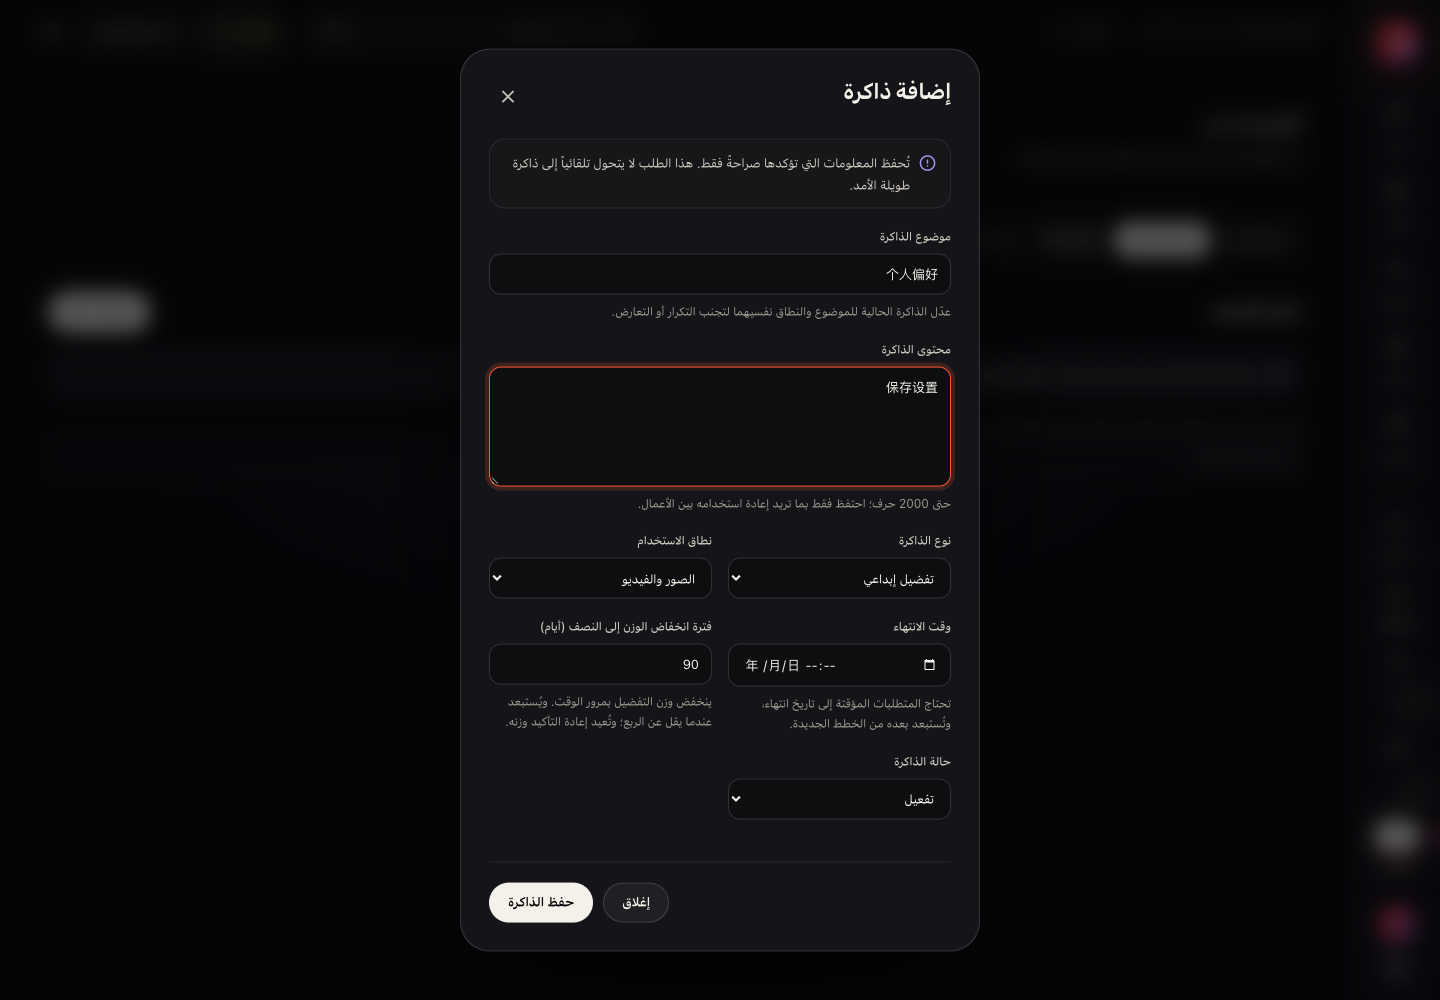 إضافة ذاكرة
تُحفظ المعلومات التي تؤكدها صراحةً فقط. هذا الطلب لا يتحول تلقائياً إلى ذاكرة
طويلة الأمد.
موضوع الذاكرة
个人偏好
عدّل الذاكرة الحالية للموضوع والنطاق نفسيهما لتجنب التكرار أو التعارض.
محتوى الذاكرة
保存设置
حتى 2000 حرف؛ احتفظ فقط بما تريد إعادة استخدامه بين الأعمال.
نوع الذاكرة
نطاق الاستخدام
تفضيل إبداعي
الصور والفيديو
وقت الانتهاء
فترة انخفاض الوزن إلى النصف (أيام)
年 /月/日 --:--
90
تحتاج المتطلبات المؤقتة إلى تاريخ انتهاء،
وتُستبعد بعده من الخطط الجديدة.
ينخفض وزن التفضيل بمرور الوقت. ويُستبعد
عندما يقل عن الربع؛ وتُعيد إعادة التأكيد وزنه.
حالة الذاكرة
تفعيل
إغلاق
حفظ الذاكرة